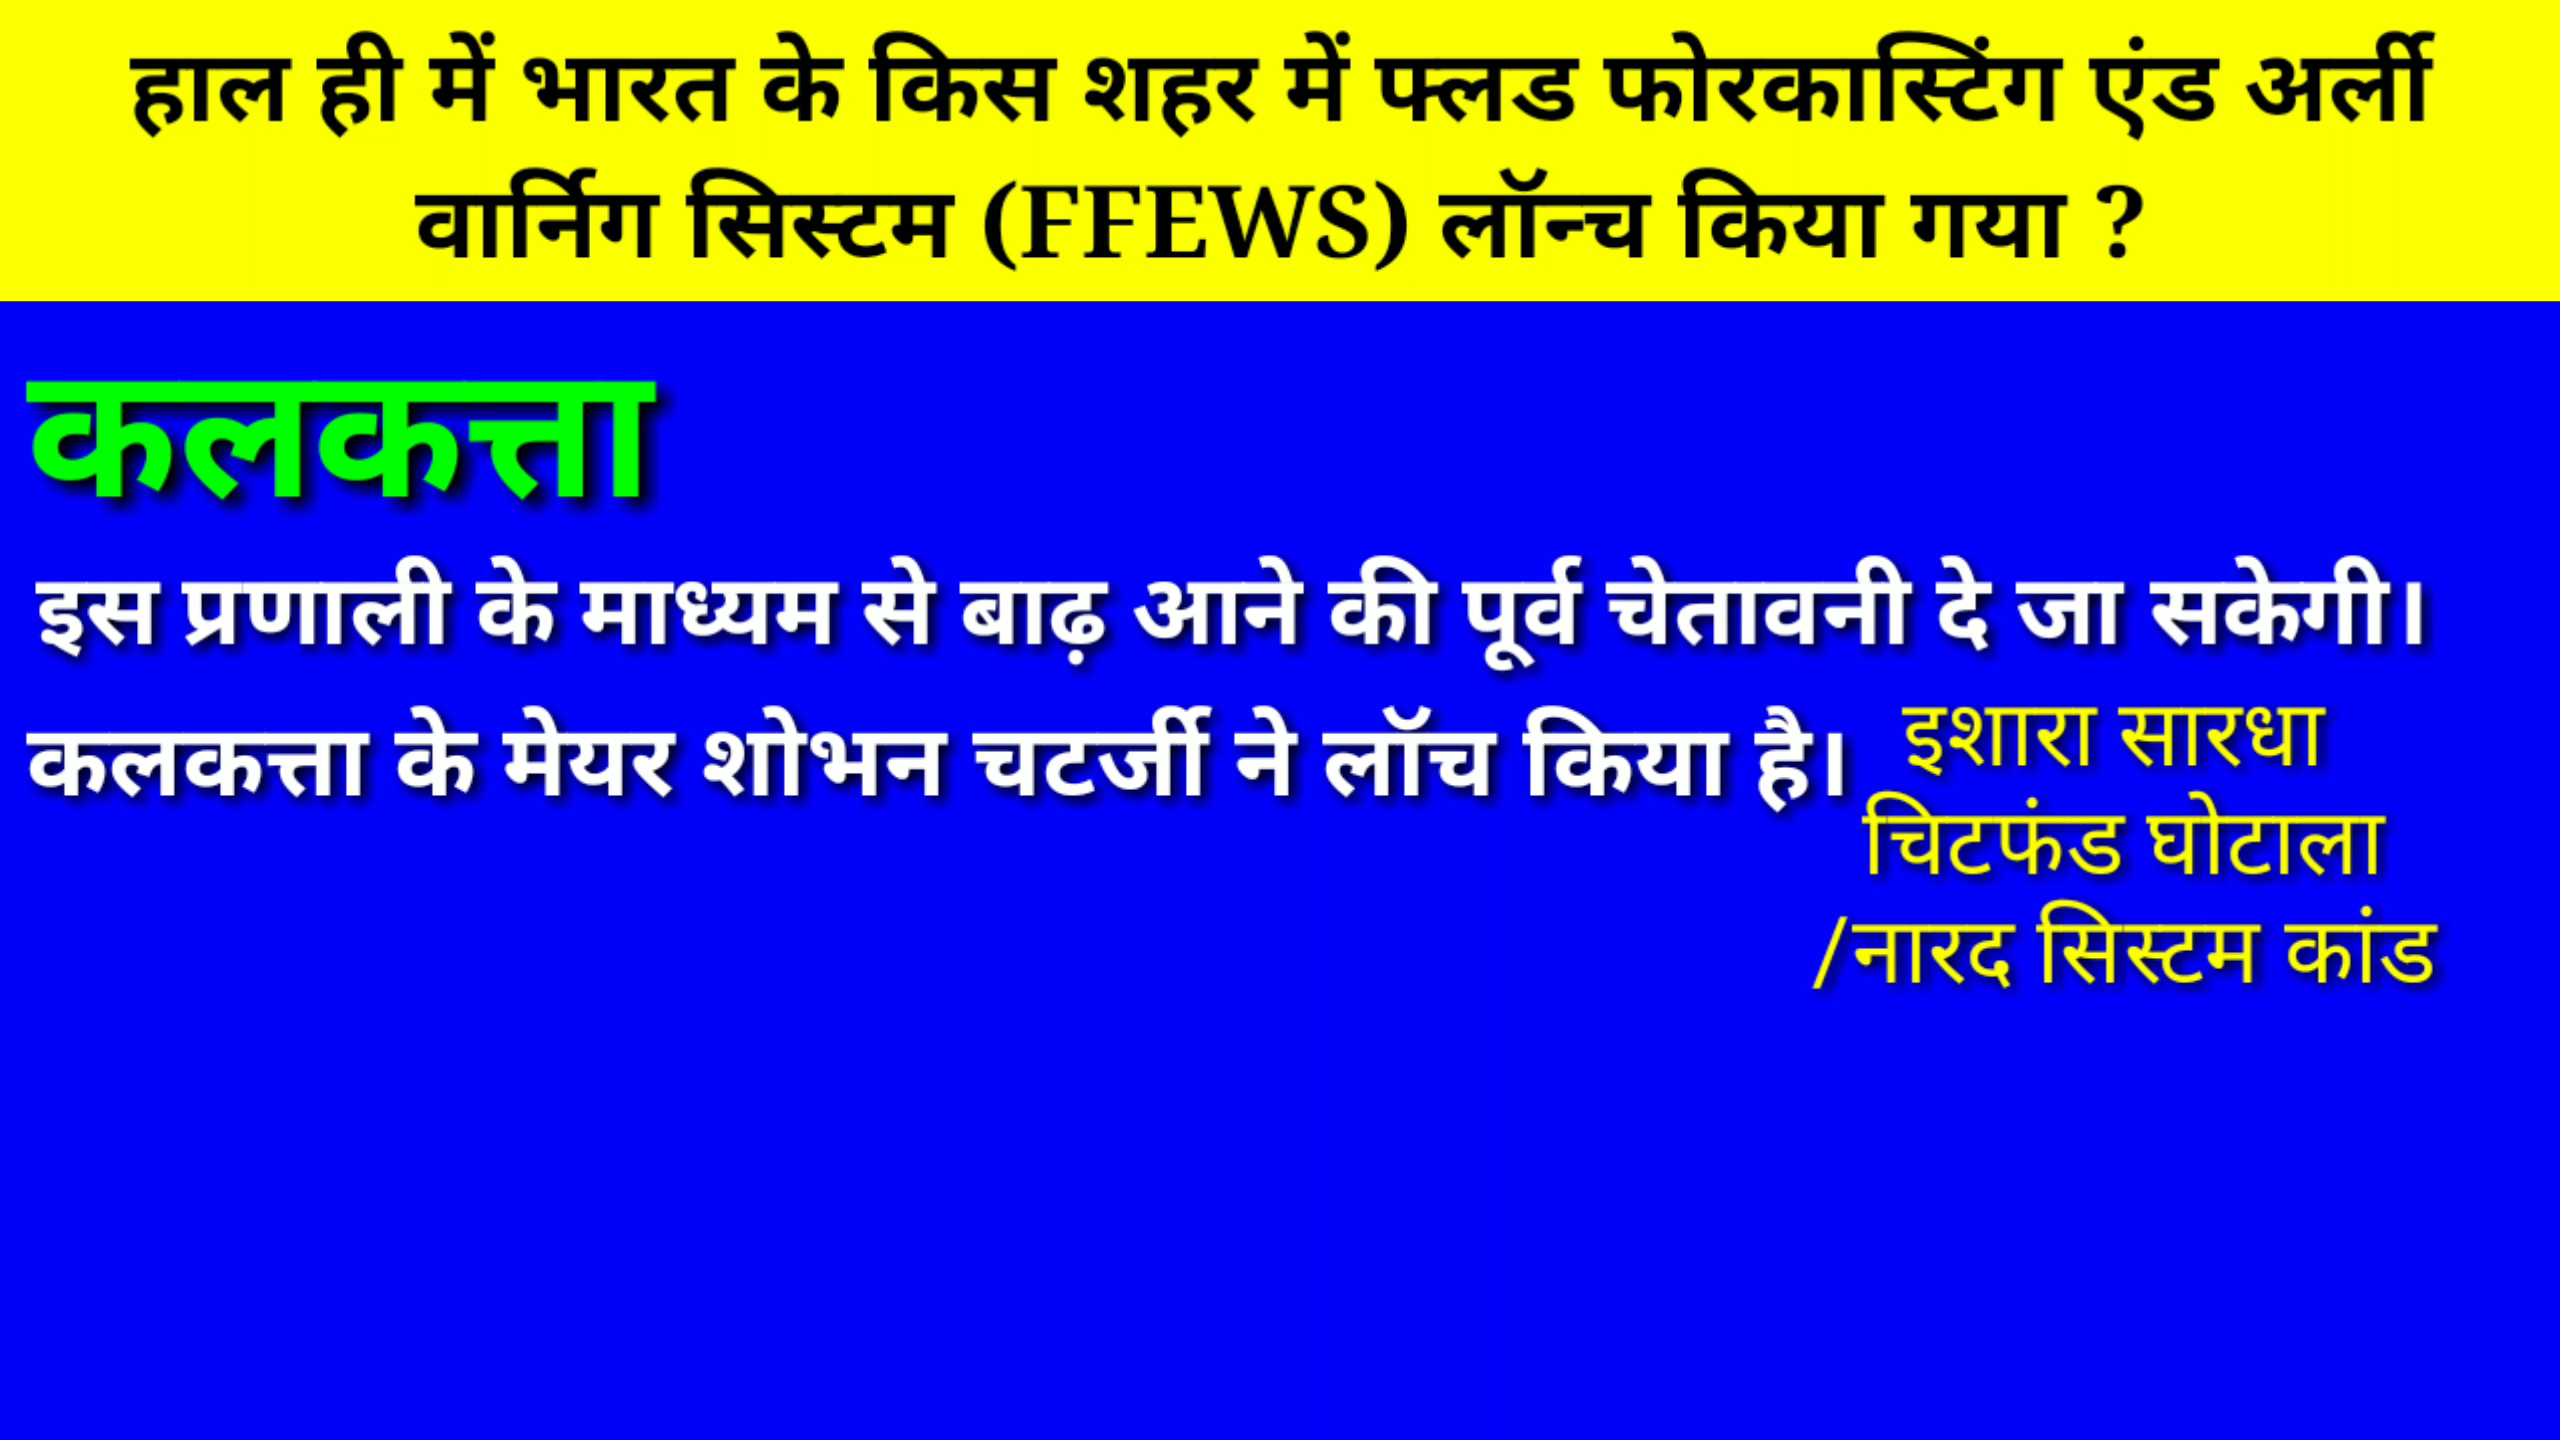 हाल ही में भारत के किस शहर में फ्लड फोरकास्टिंग एंड अर्ली
वार्निग सिस्टम (FFEWS) लॉन्च किया गया ?
कलकत्ता
इस प्रणाली के माध्यम से बाढ़ आने की पूर्व चेतावनी दे जा सकेगी।
कलकत्ता के मेयर शोभन चटर्जी ने लॉच किया है।
इशारा सारधा
चिटफंड घोटाला
/नारद सिस्टम कांड